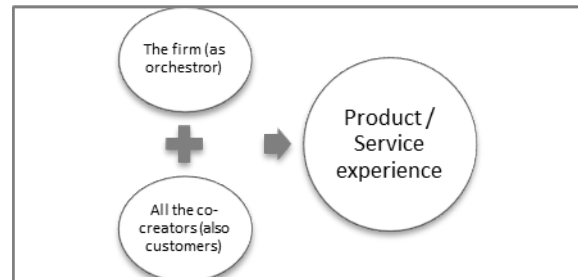 The firm (as
orchestror)
All the co-
creators (also
customers)
Product /
Service
experience